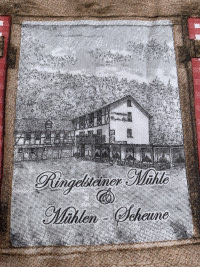 Ringelsteiner Mühle
&
Mühlen - Scheune